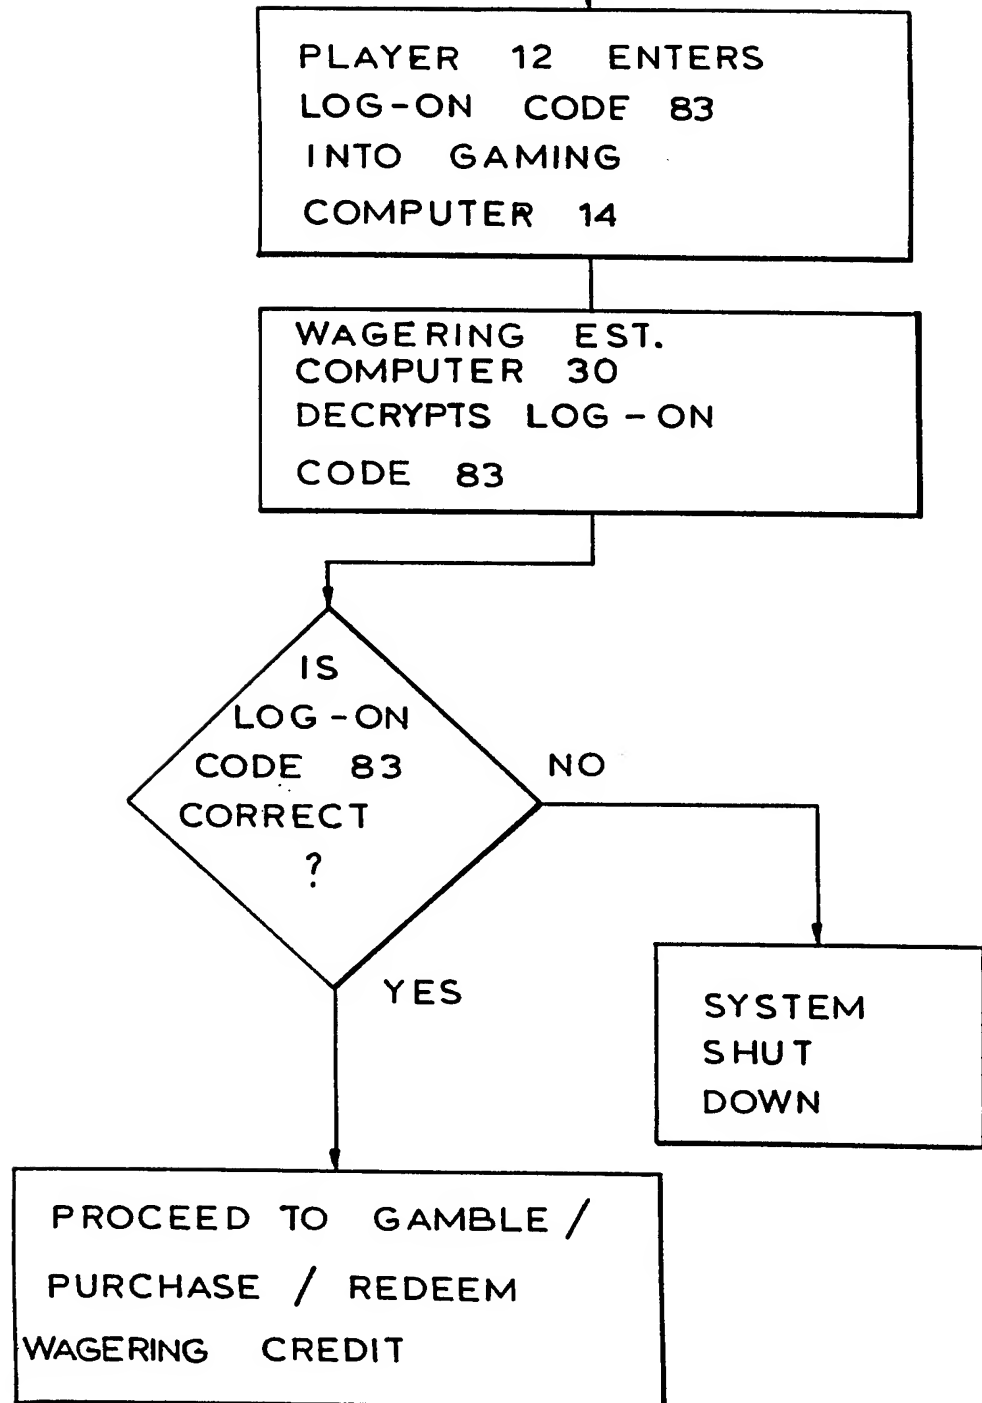 PLAYER 12 ENTERS
LOG-ON CODE 83
INTO GAMING
COMPUTER 14
WAGERING EST.
COMPUTER 30
DECRYPTS LOG-ON
CODE 83
IS
LOG-ON
CODE 83
CORRECT
?
NO
YES
SYSTEM
SHUT
DOWN
PROCEED TO GAMBLE /
PURCHASE / REDEEM
WAGERING CREDIT